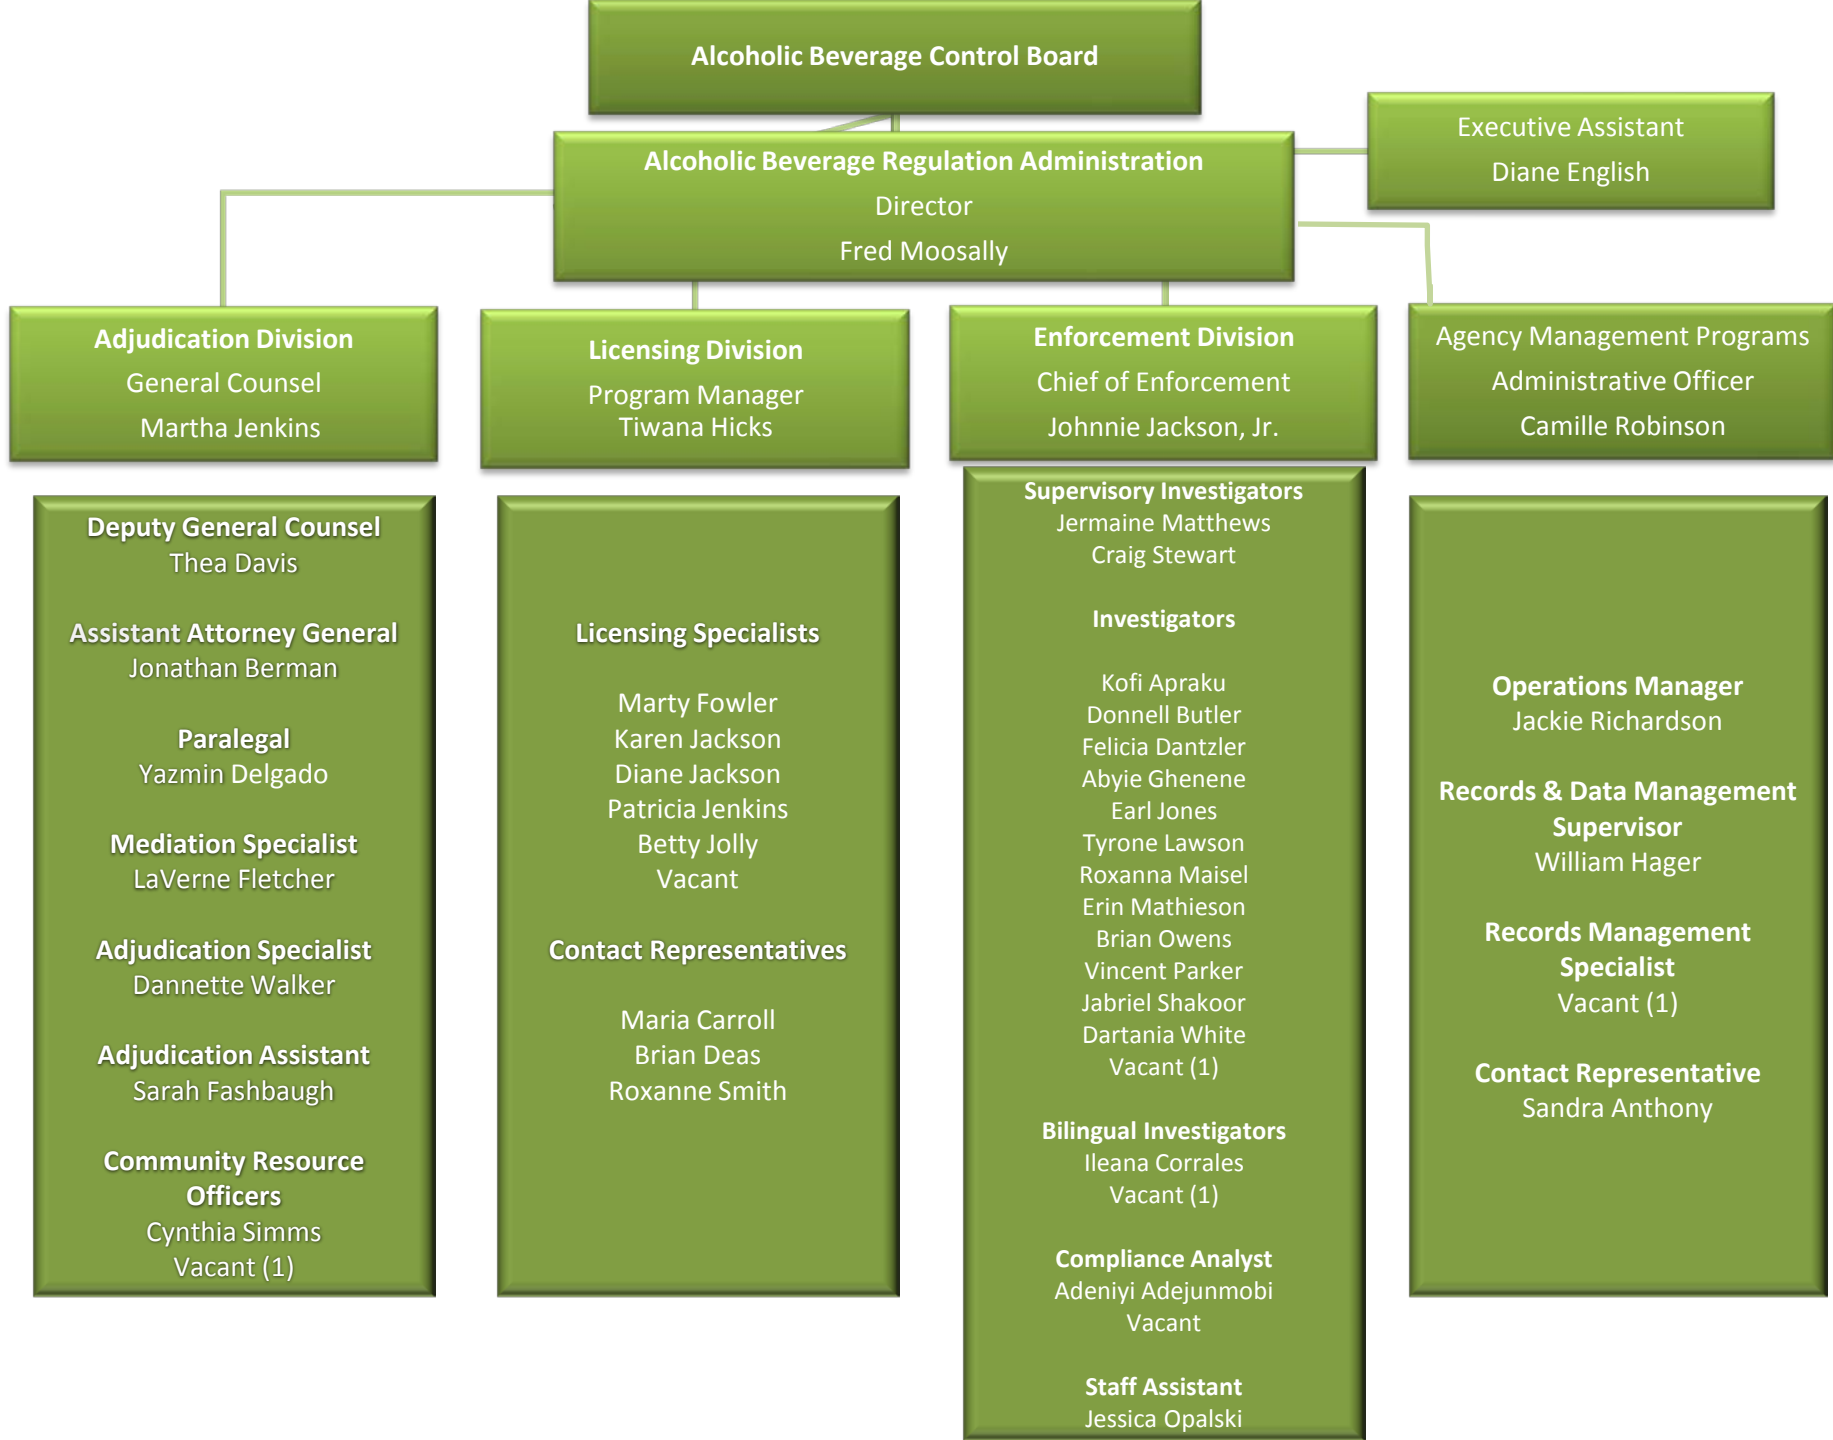 Alcoholic Beverage Control Board
Executive Assistant
Diane English
Alcoholic Beverage Regulation Administration
Director
Fred Moosally
Adjudication Division
General Counsel
Martha Jenkins
Licensing Division
Program Manager
Tiwana Hicks
Enforcement Division
Chief of Enforcement
Johnnie Jackson, Jr.
Agency Management Programs
Administrative Officer
Camille Robinson
Deputy General Counsel
Thea Davis
Assistant Attorney General
Jonathan Berman
Paralegal
Yazmin Delgado
Mediation Specialist
LaVerne Fletcher
Adjudication Specialist
Dannette Walker
Adjudication Assistant
Sarah Fashbaugh
Community Resource
Officers
Cynthia Simms
Vacant (1)
Licensing Specialists
Marty Fowler
Karen Jackson
Diane Jackson
Patricia Jenkins
Betty Jolly
Vacant
Contact Representatives
Maria Carroll
Brian Deas
Roxanne Smith
Supervisory Investigators
Jermaine Matthews
Craig Stewart
Investigators
Kofi Apraku
Donnell Butler
Felicia Dantzler
Abyie Ghenene
Earl Jones
Tyrone Lawson
Roxanna Maisel
Erin Mathieson
Brian Owens
Vincent Parker
Jabriel Shakoor
Dartania White
Vacant (1)
Bilingual Investigators
Ileana Corrales
Vacant (1)
Compliance Analyst
Adeniyi Adejunmobi
Vacant
Staff Assistant
Jessica Opalski
Operations Manager
Jackie Richardson
Records & Data Management
Supervisor
William Hager
Records Management
Specialist
Vacant (1)
Contact Representative
Sandra Anthony